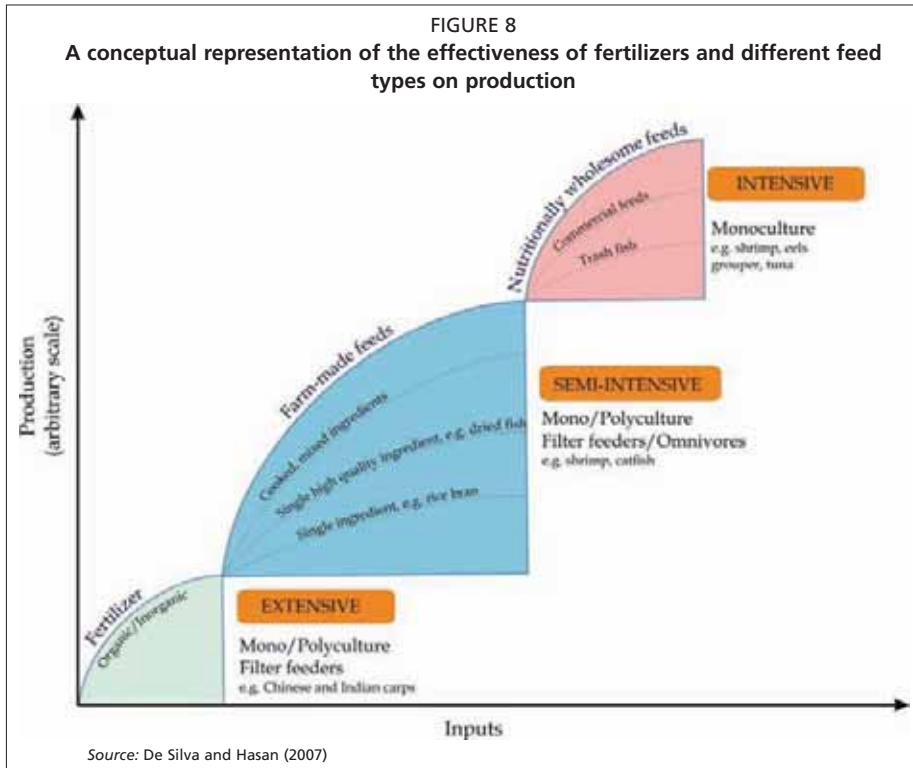 FIGURE 8
A conceptual representation of the effectiveness of fertilizers and different feed
types on production
Nutritionally wholesome feeds
Commercial feeds
Trash fish
INTENSIVE
Monoculture
e.g. shrimp, eels
grouper, tuna
Production
(arbitrary scale)
Farm-made feeds
Cooked, mixed ingredients
Single high quality ingredient, e.g. dried fish
Single ingredient, e.g. rice bran
SEMI-INTENSIVE
Mono/Polyculture
Filter feeders/Omnivores
e.g. shrimp, catfish
Fertilizer
Organic/Inorganic
EXTENSIVE
Mono/Polyculture
Filter feeders
e.g. Chinese and Indian carps
Inputs
Source: De Silva and Hasan (2007)